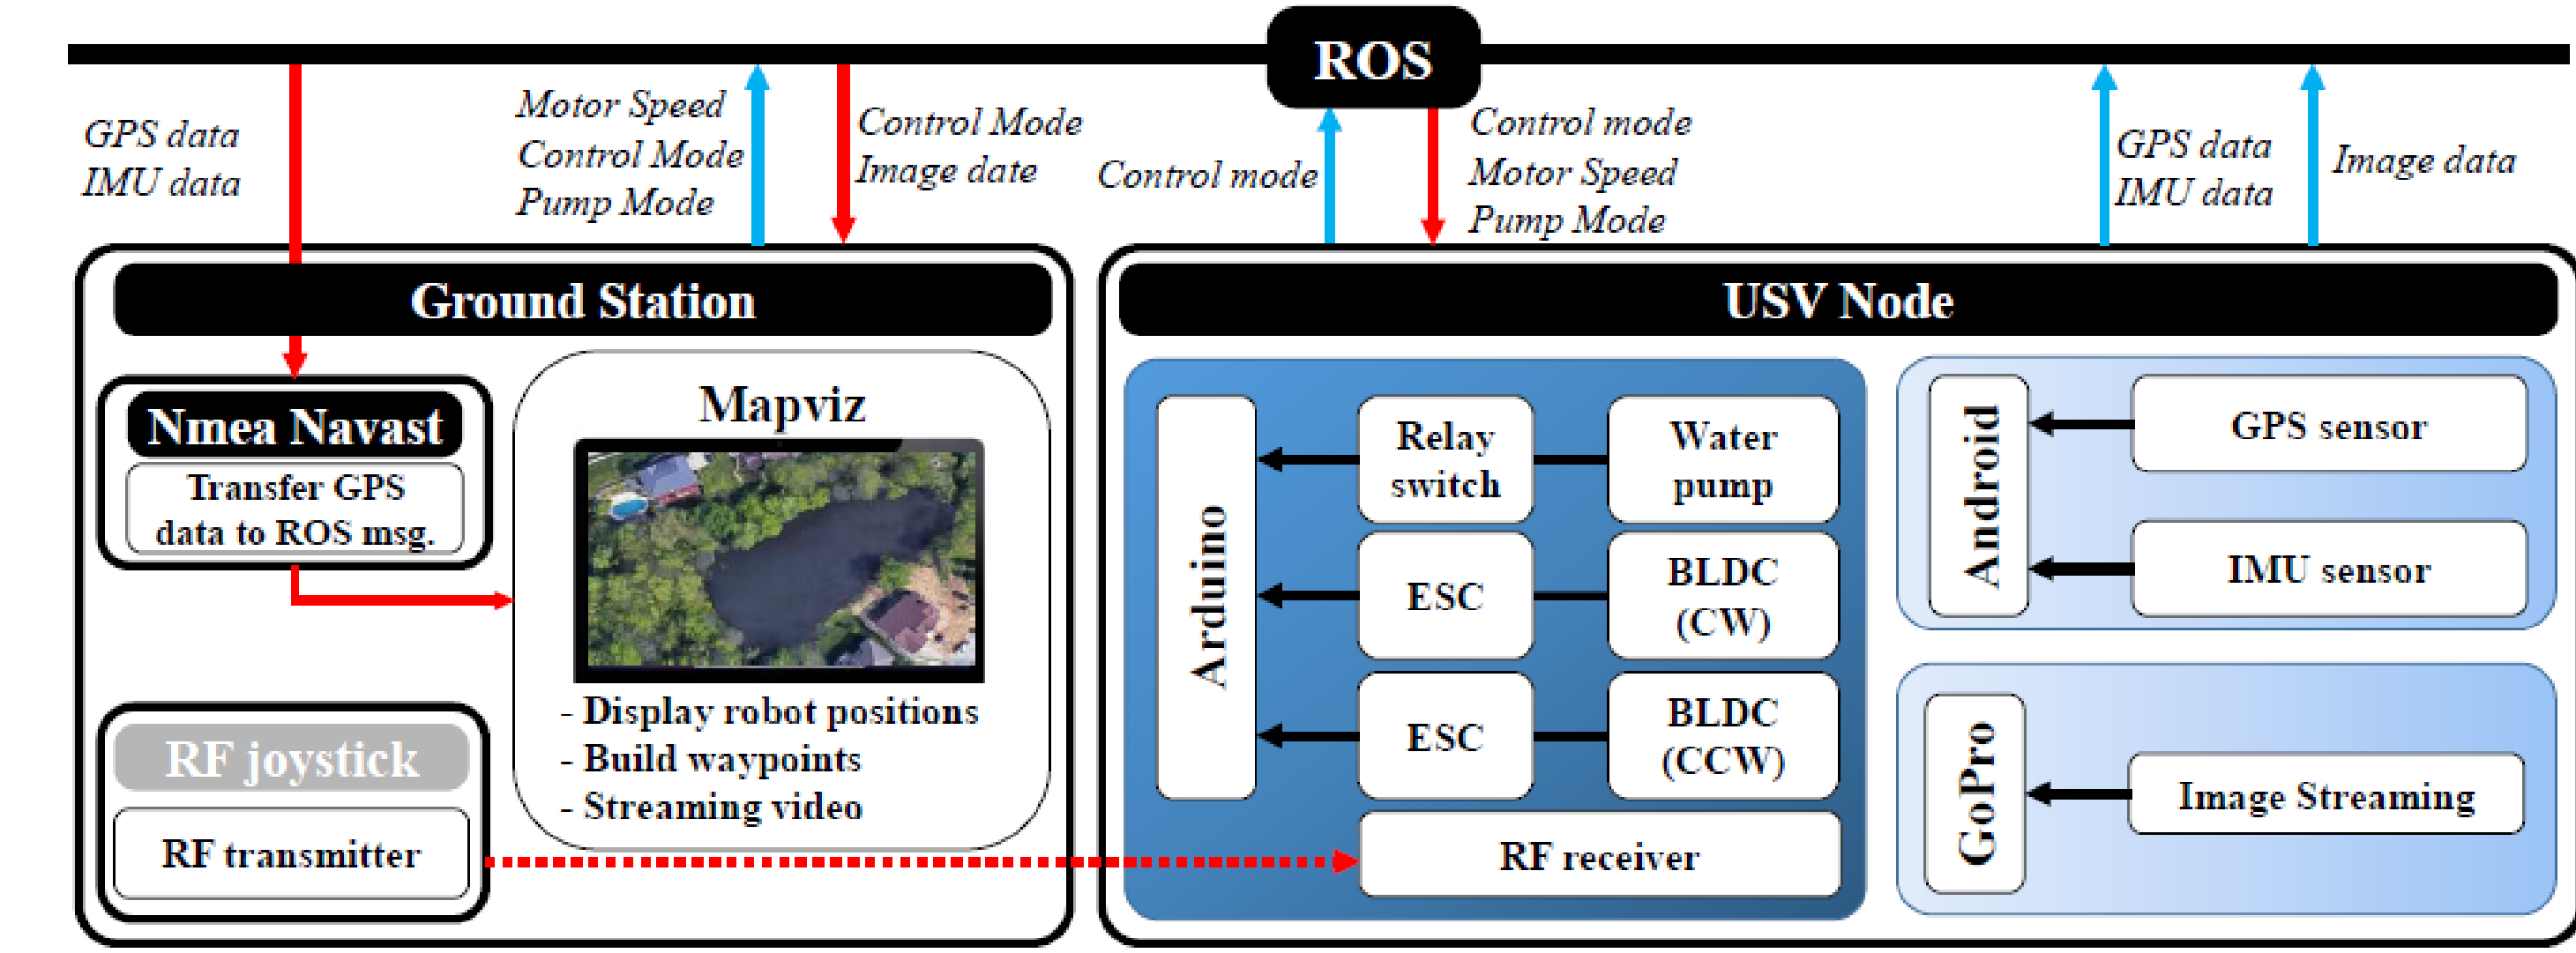 ROS
GPS data
IMU data
Motor Speed
Control Mode
Pump Mode
Control Mode
Image date
Control mode
Control mode
Motor Speed
Pump Mode
GPS data
IMU data
Image data
Ground Station
Nmea Navast
Transfer GPS
data to ROS msg.
Mapviz
- Display robot positions
- Build waypoints
- Streaming video
RF joystick
RF transmitter
USV Node
Arduino
Relay
switch
Water
pump
ESC
BLDC
(CW)
ESC
BLDC
(CCW)
RF receiver
Android
GPS sensor
IMU sensor
GoPro
Image Streaming